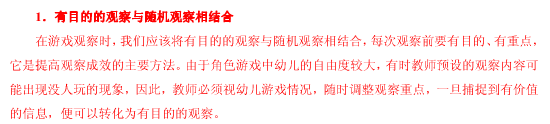 1．有目的的观察与随机观察相结合
在游戏观察时，我们应该将有目的的观察与随机观察相结合，每次观察前要有目的、有重点，
它是提高观察成效的主要方法。由于角色游戏中幼儿的自由度较大，有时教师预设的观察内容可
能出现没人玩的现象，因此，教师必须视幼儿游戏情况，随时调整观察重点，一旦捕捉到有价值
的信息，便可以转化为有目的的观察。